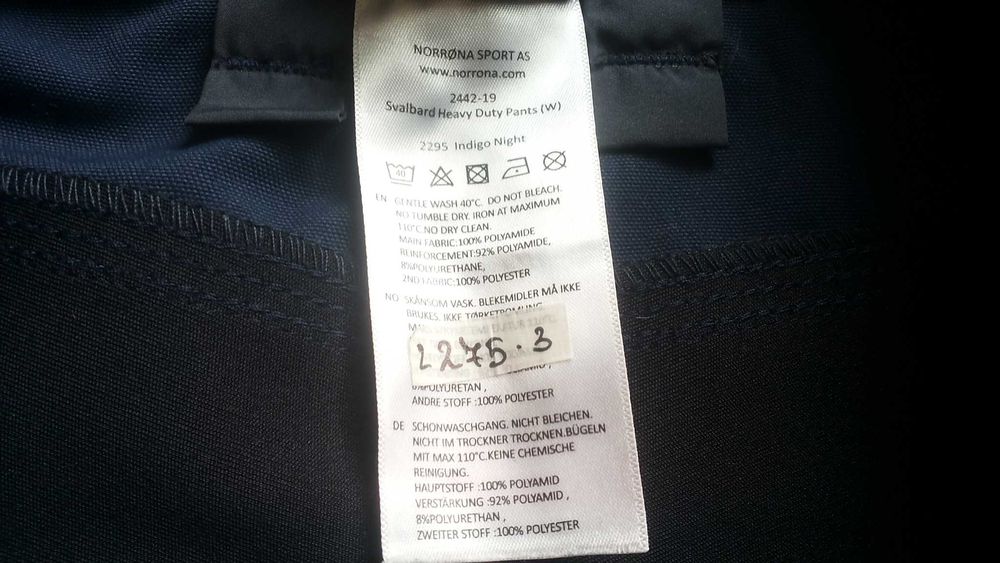 NORRØNA SPORT AS
www.norrona.com
2442-19
Svalbard Heavy Duty Pants (W)
2295 Indigo Night
40
EN GENTLE WASH 40°C. DO NOT BLEACH.
NO TUMBLE DRY. IRON AT MAXIMUM
110°C.NO DRY CLEAN.
MAIN FABRIC:100% POLYAMIDE
REINFORCEMENT:92% POLYAMIDE,
8%POLYURETHANE,
2ND FABRIC:100% POLYESTER
NO SKÅNSOM VASK. BLEKEMIDLER MÅ IKKE
BRUKES. IKKE TØRKETROMLING
L 275.3
8%POLYURETAN ,
ANDRE STOFF :100% POLYESTER
DE SCHONWASCHGANG. NICHT BLEICHEN.
NICHT IM TROCKNER TROCKNEN.BÜGELN
MIT MAX 110°C.KEINE CHEMISCHE
REINIGUNG.
HAUPTSTOFF :100% POLYAMID
VERSTÄRKUNG :92% POLYAMID ,
8%POLYURETHAN ,
ZWEITER STOFF :100% POLYESTER